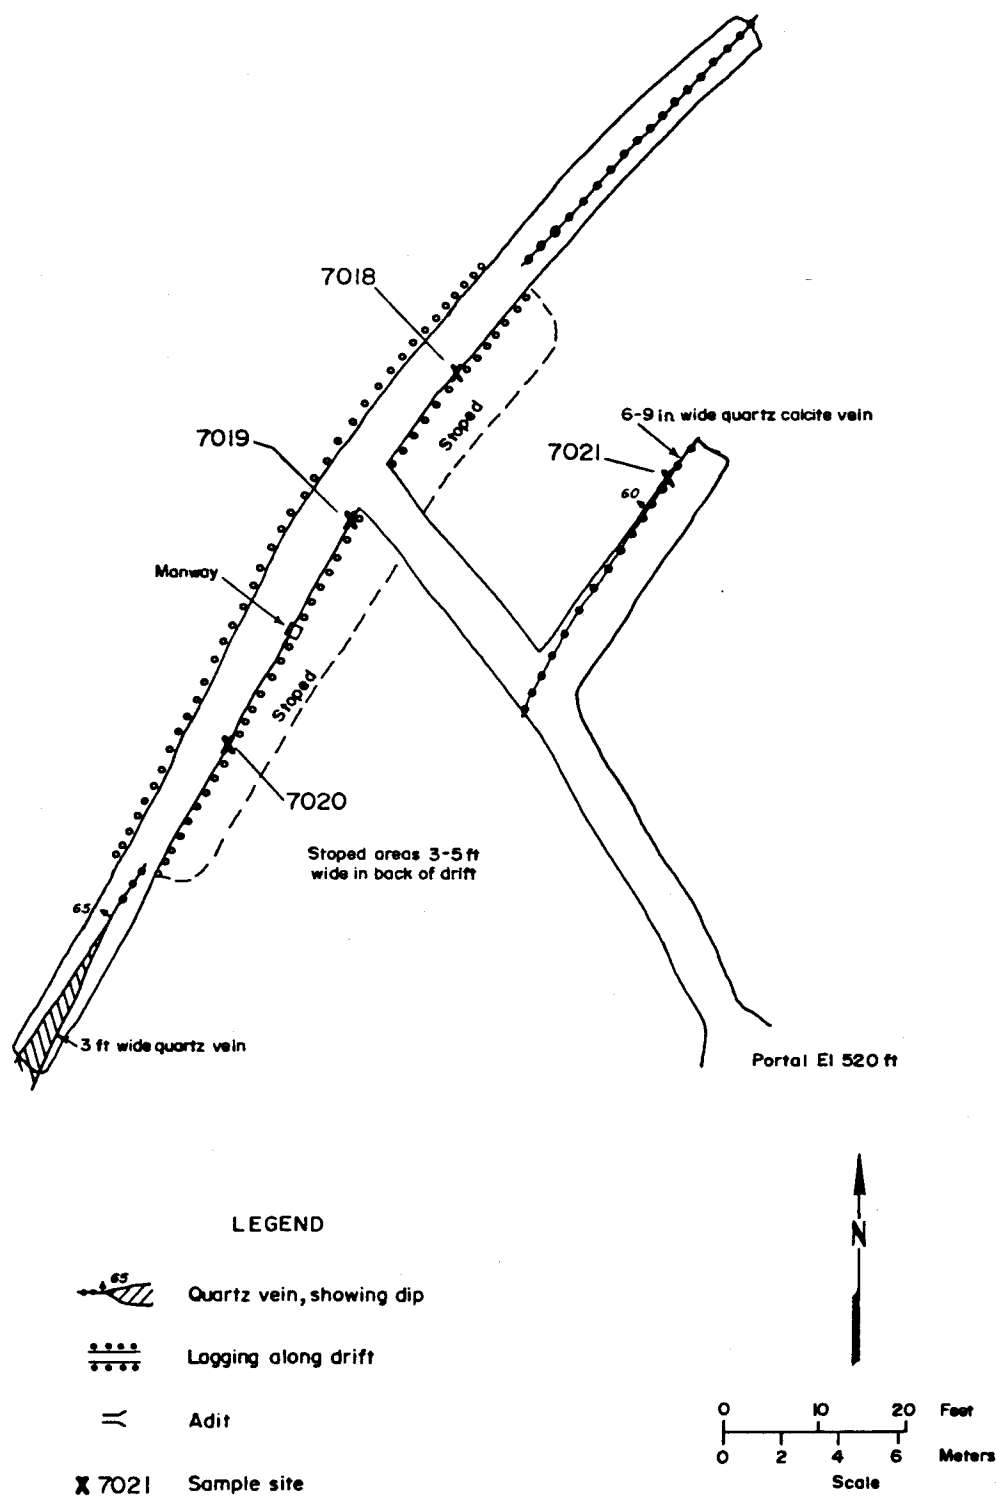 7018
6-9 in wide quartz calcite vein
7019
7021
Stoped
60
Manway
Stoped
7020
Stoped areas 3-5 ft
wide in back of drift
65
3 ft wide quartz vein
Portal El 520 ft
N
LEGEND
65
Quartz vein, showing dip
Lagging along drift
Adit
X 7021 Sample site
0 10 20 Feet
0 2 4 6 Meters
Scale